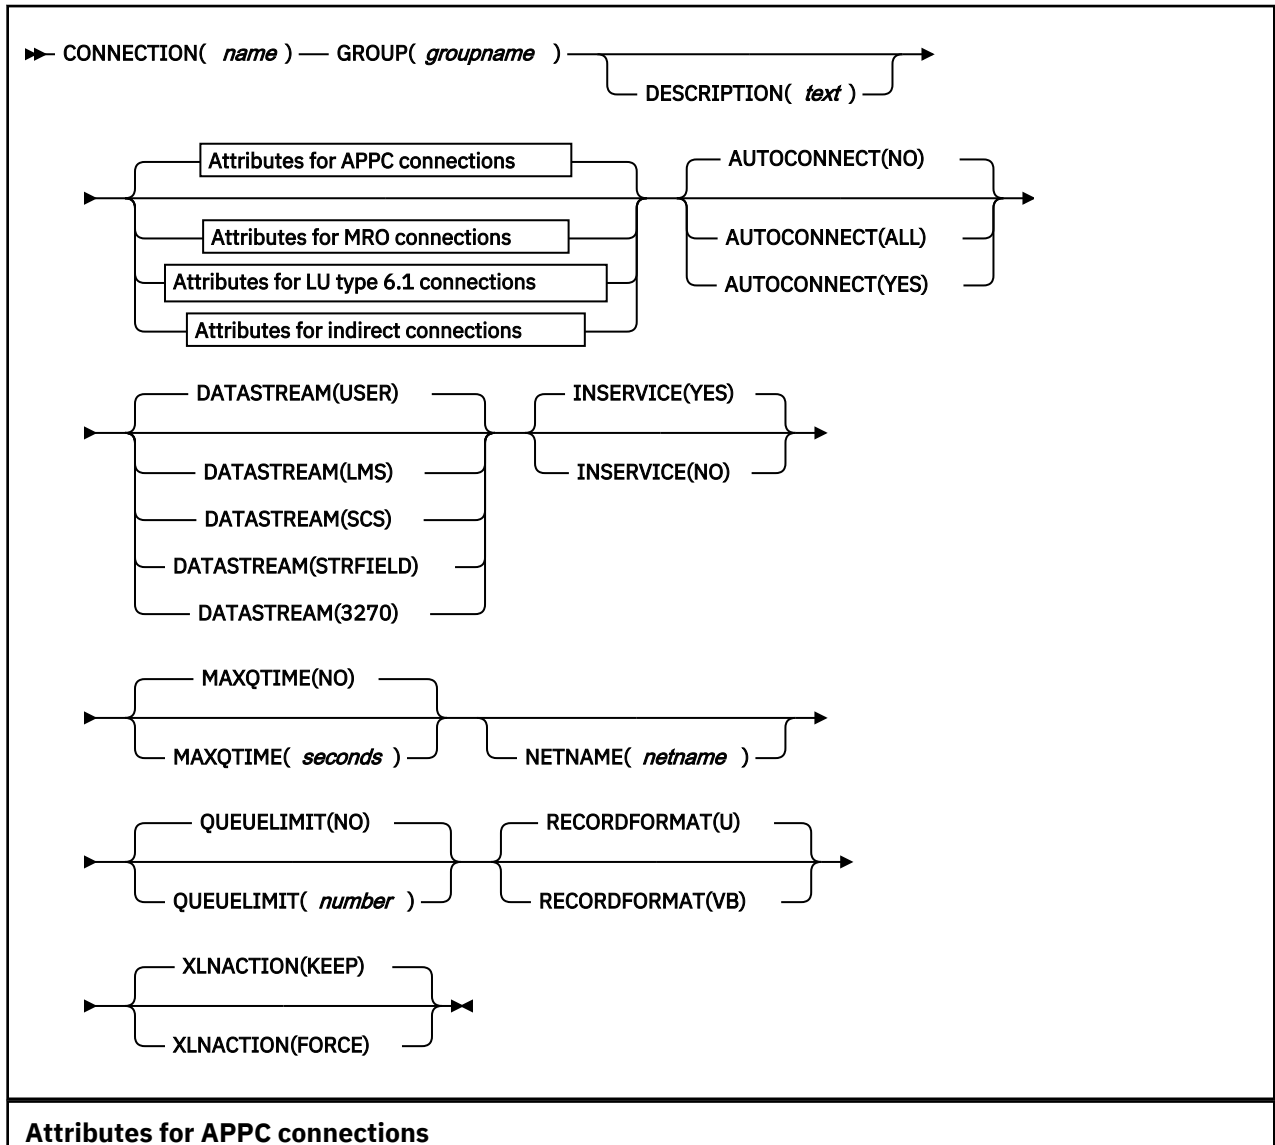 CONNECTION( name ) GROUP( groupname )
DESCRIPTION( text )
Attributes for APPC connections
AUTOCONNECT(NO)
Attributes for MRO connections
AUTOCONNECT(ALL)
Attributes for LU type 6.1 connections
AUTOCONNECT(YES)
Attributes for indirect connections
DATASTREAM(USER)
INSERVICE(YES)
DATASTREAM(LMS)
INSERVICE(NO)
DATASTREAM(SCS)
DATASTREAM(STRFIELD)
DATASTREAM(3270)
MAXQTIME(NO)
MAXQTIME( seconds )
NETNAME( netname )
QUEUELIMIT(NO)
RECORDFORMAT(U)
QUEUELIMIT( number )
RECORDFORMAT(VB)
XLNACTION(KEEP)
XLNACTION(FORCE)
Attributes for APPC connections